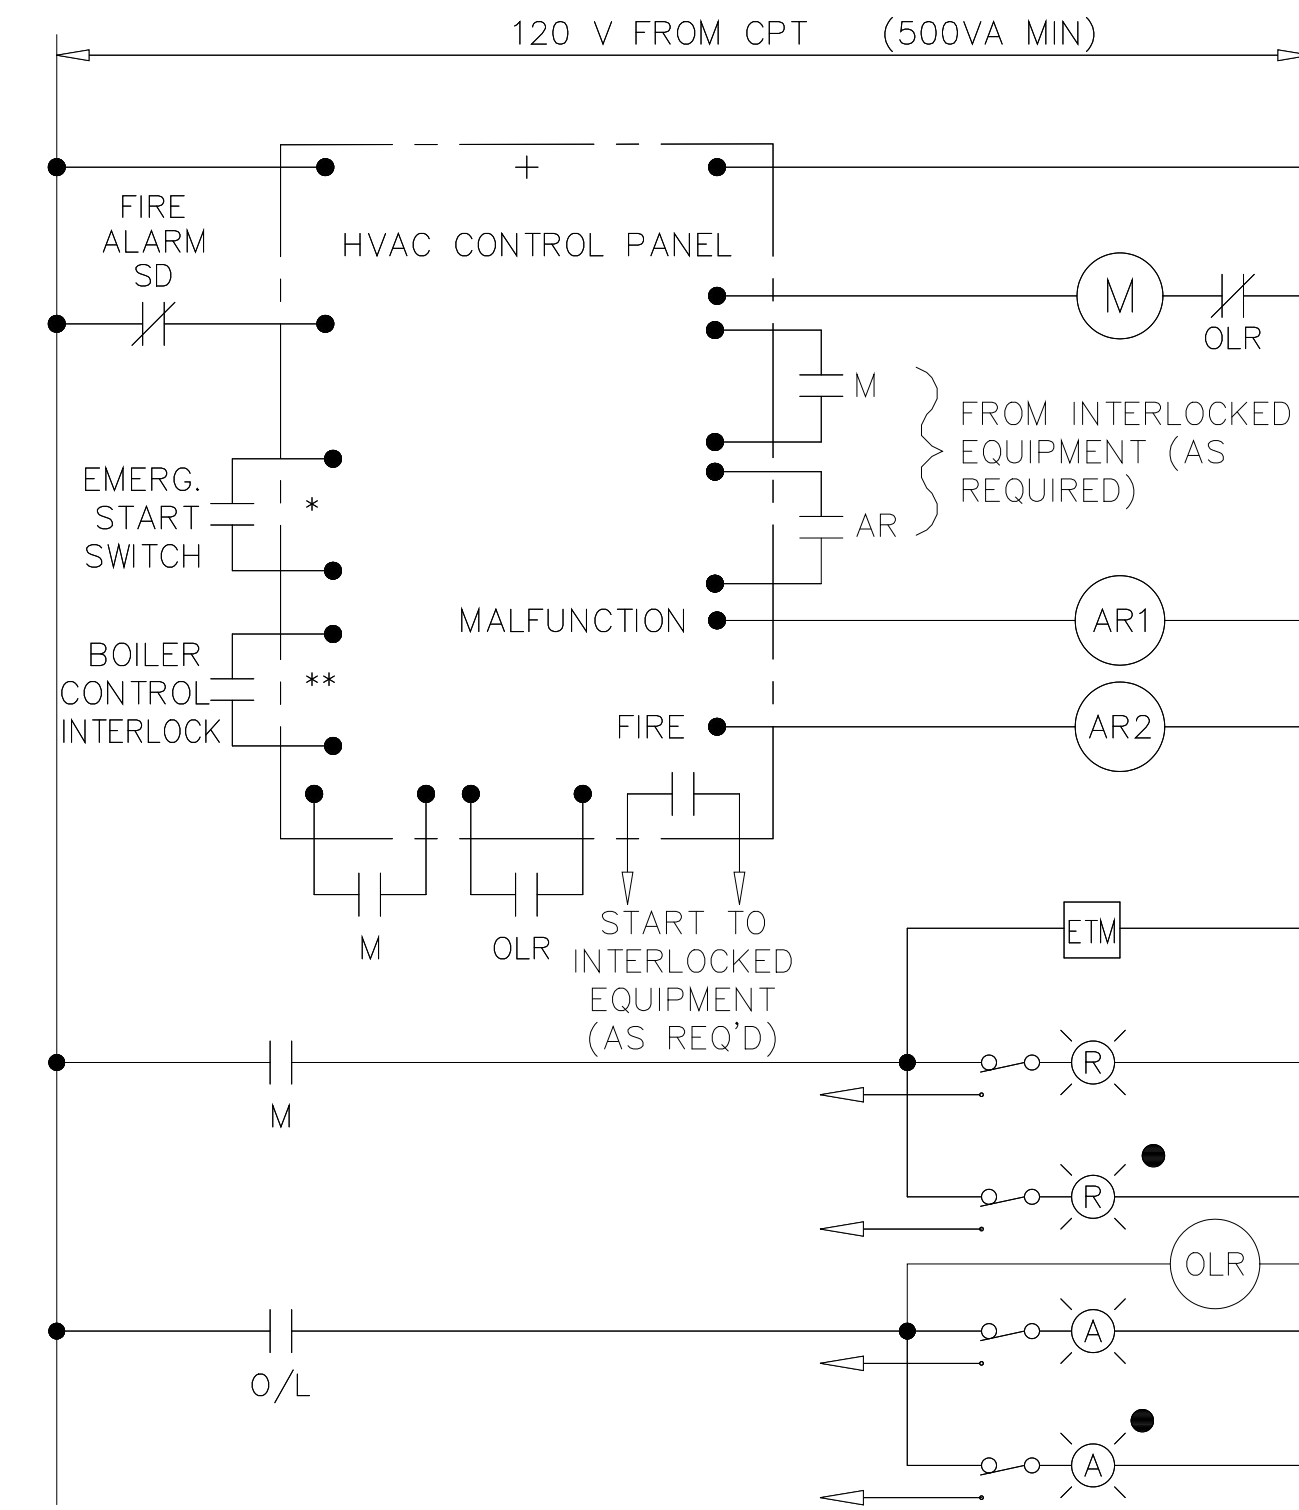 120 V FROM CPT (500VA MIN)
+
FIRE
ALARM
SD
HVAC CONTROL PANEL
M
OLR
M
FROM INTERLOCKED
EQUIPMENT (AS
REQUIRED)
EMERG.
START
SWITCH
*
AR
MALFUNCTION
AR1
BOILER
CONTROL
INTERLOCK
**
FIRE
AR2
M
OLR
START TO
INTERLOCKED
EQUIPMENT
(AS REQ'D)
ETM
M
R
R
OLR
O/L
A
A